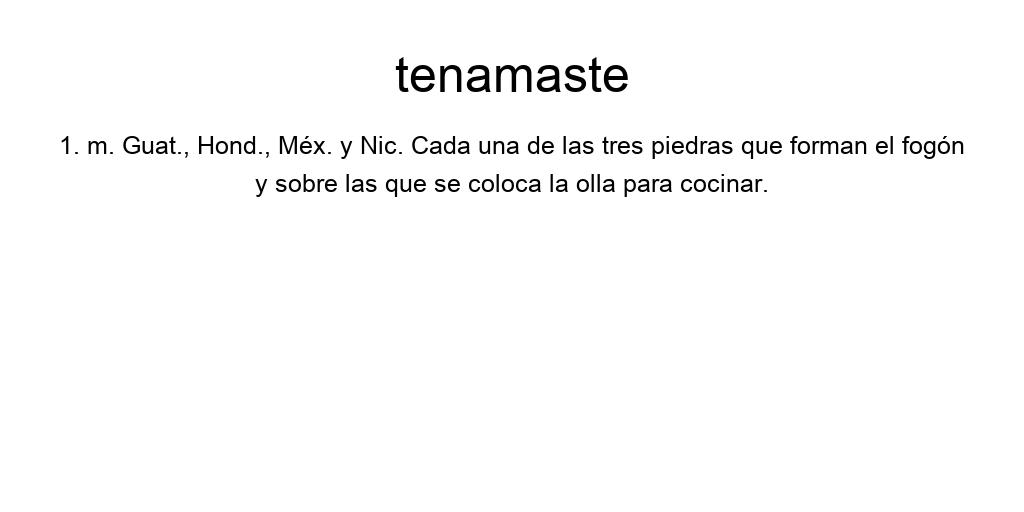 tenamaste
1. m. Guat., Hond., Méx. y Nic. Cada una de las tres piedras que forman el fogón
y sobre las que se coloca la olla para cocinar.